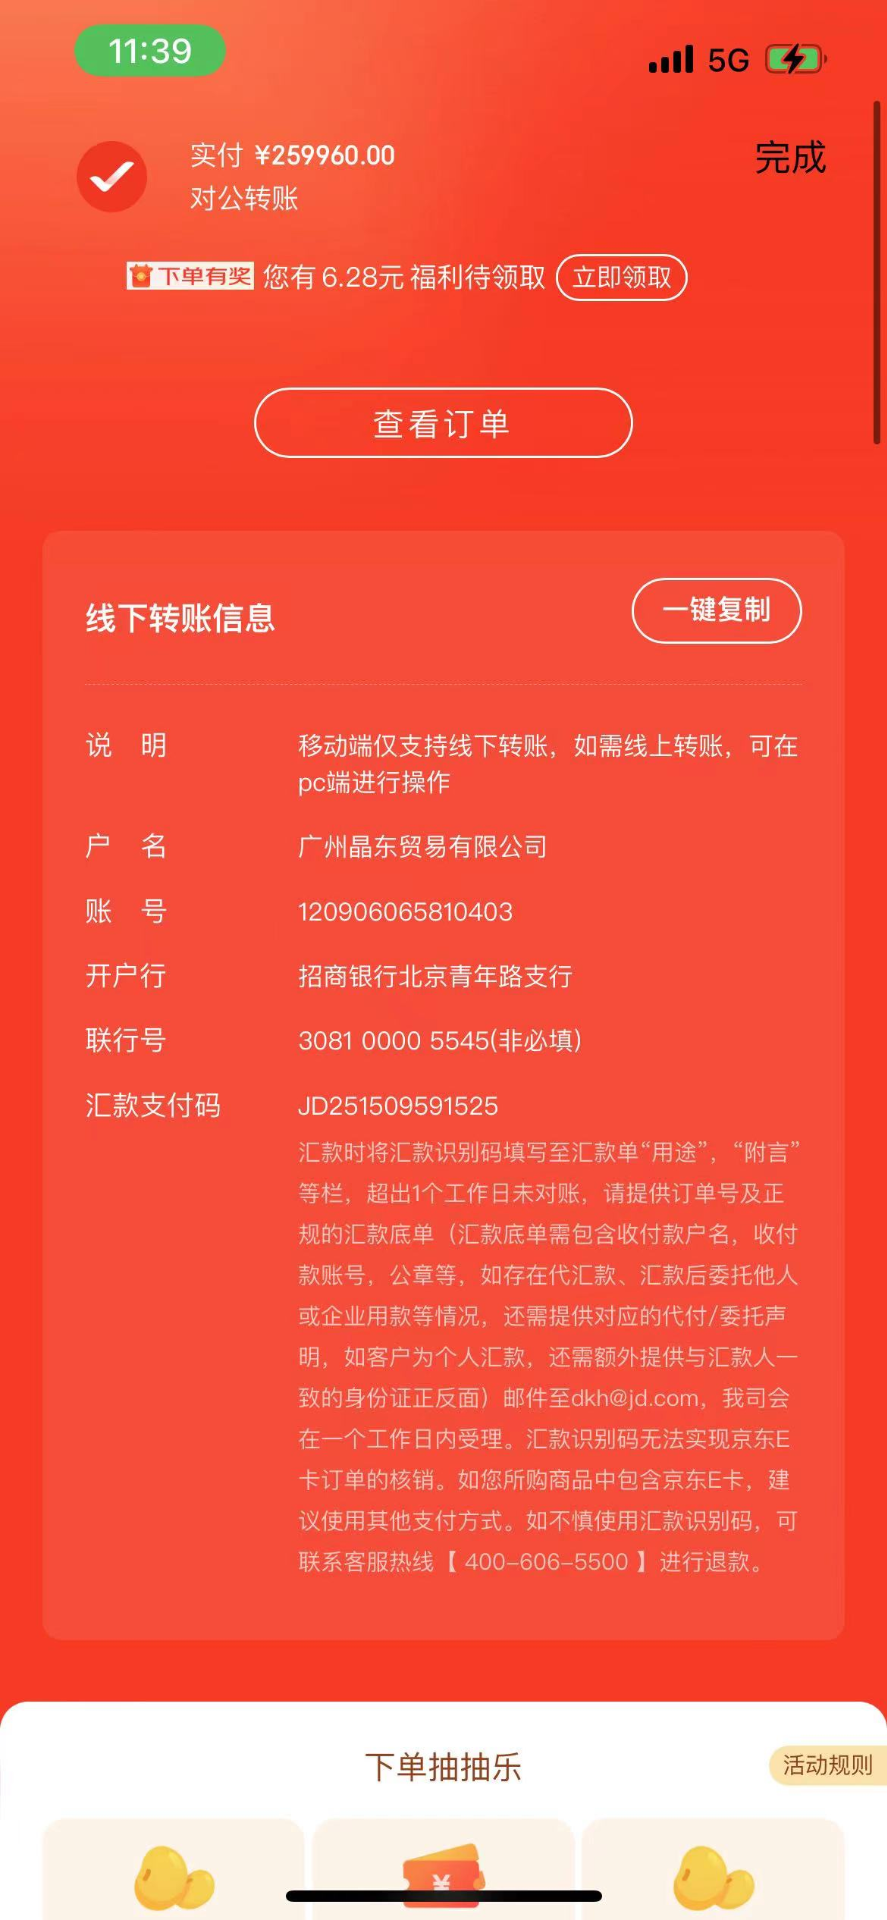 11:39
5G
实付 ¥259960.00
完成
对公转账
下单有奖 您有6.28元 福利待领取 立即领取
查看订单
线下转账信息
一键复制
说 明
移动端仅支持线下转账，如需线上转账，可在
pc端进行操作
户 名
广州晶东贸易有限公司
账 号
120906065810403
开户行
招商银行北京青年路支行
联行号
3081 0000 5545(非必填)
汇款支付码
JD251509591525
汇款时将汇款识别码填写至汇款单“用途”，“附言”
等栏，超出1个工作日未对账，请提供订单号及正
规的汇款底单（汇款底单需包含收付款户名，收付
款账号，公章等，如存在代汇款、汇款后委托他人
或企业用款等情况，还需提供对应的代付/委托声
明，如客户为个人汇款，还需额外提供与汇款人一
致的身份证正反面）邮件至dkh@jd.com，我司会
在一个工作日内受理。汇款识别码无法实现京东E
卡订单的核销。如您所购商品中包含京东E卡，建
议使用其他支付方式。如不慎使用汇款识别码，可
联系客服热线【 400-606-5500 】进行退款。
下单抽抽乐
活动规则
¥